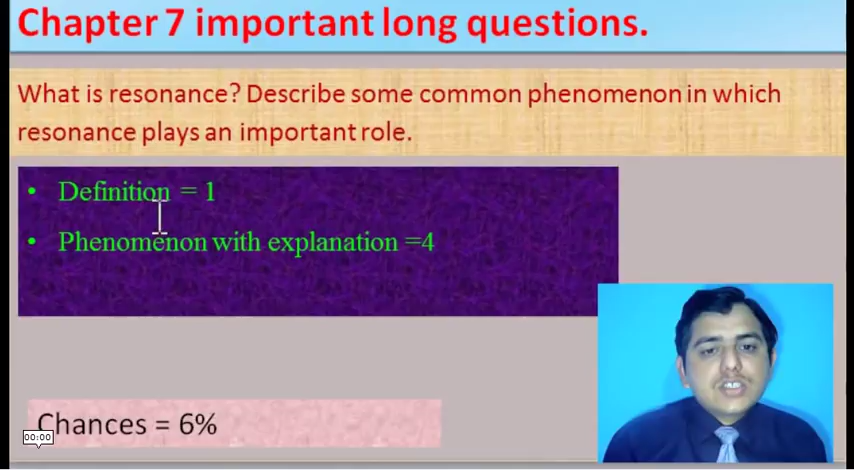 Chapter 7 important long questions.
What is resonance? Describe some common phenomenon in which
resonance plays an important role.
• Definition = 1
• Phenomenon with explanation =4
Chances = 6%
00:00